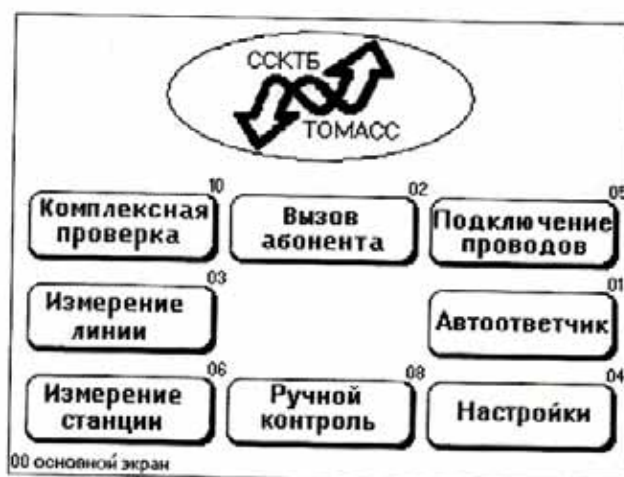 ССКТБ
ТОМАСС
10
Комплексная
проверка
02
Вызов
абонента
05
Подключение
проводов
03
Измерение
линии
01
Автоответчик
06
Измерение
станции
08
Ручной
контроль
04
Настройки
00 основной экран